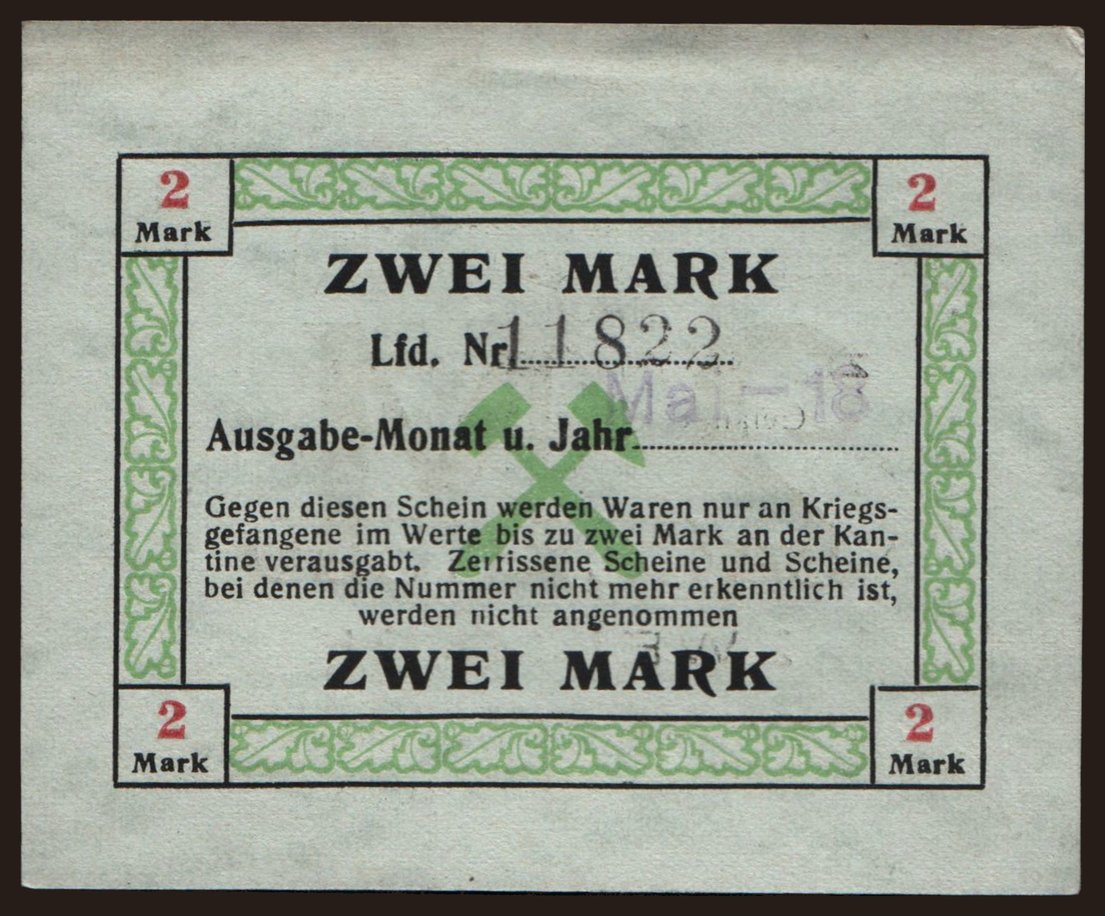 2 2
Mark Mark
ZWEI MARK
Lfd. Nr. 11822
Mai - 18
Ausgabe-Monat u. Jahr
Gegen diesen Schein werden Waren nur an Kriegs-
gefangene im Werte bis zu zwei Mark an der Kan-
tine verausgabt. Zerrissene Scheine und Scheine,
bei denen die Nummer nicht mehr erkenntlich ist,
werden nicht angenommen
ZWEI MARK
2 2
Mark Mark